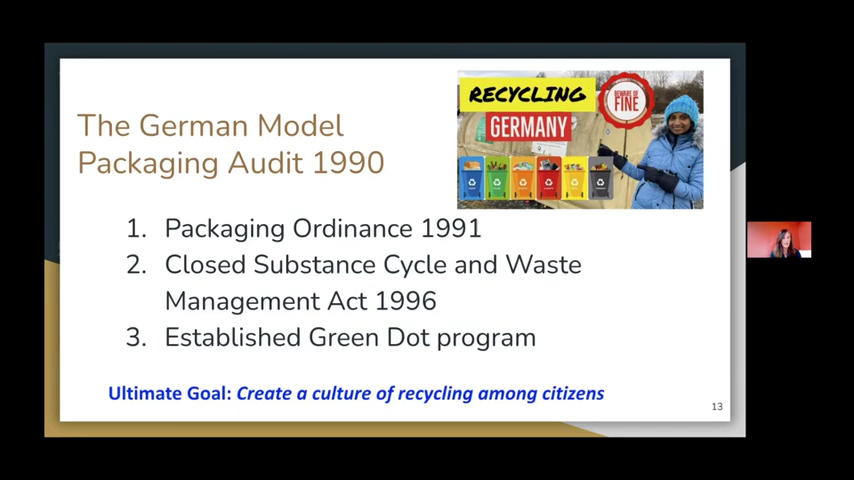 The German Model
Packaging Audit 1990
RECYCLING
GERMANY
BEWARE OF
FINE
1. Packaging Ordinance 1991
2. Closed Substance Cycle and Waste
Management Act 1996
3. Established Green Dot program
Ultimate Goal: Create a culture of recycling among citizens
13